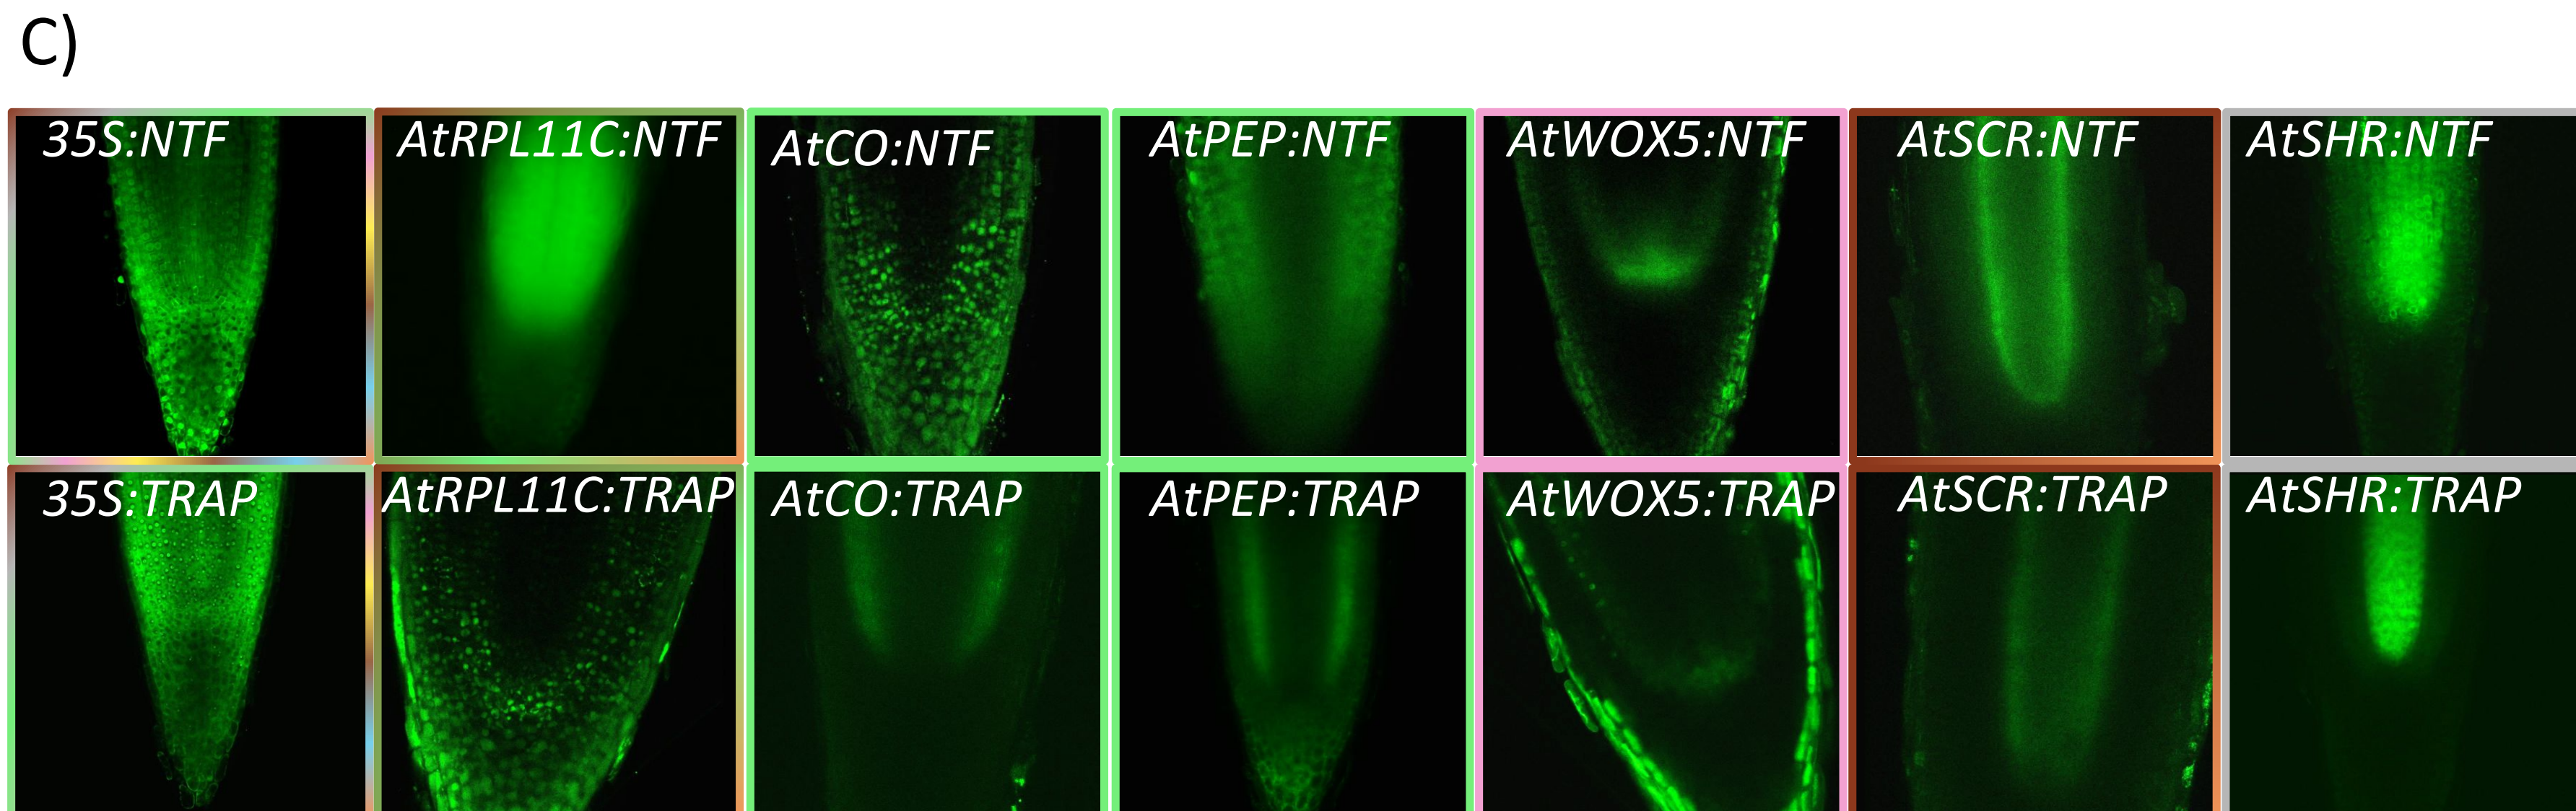 C)
35S:NTF
AtRPL11C:NTF
AtCO:NTF
AtPEP:NTF
AtWOX5:NTF
AtSCR:NTF
AtSHR:NTF
35S:TRAP
AtRPL11C:TRAP
AtCO:TRAP
AtPEP:TRAP
AtWOX5:TRAP
AtSCR:TRAP
AtSHR:TRAP